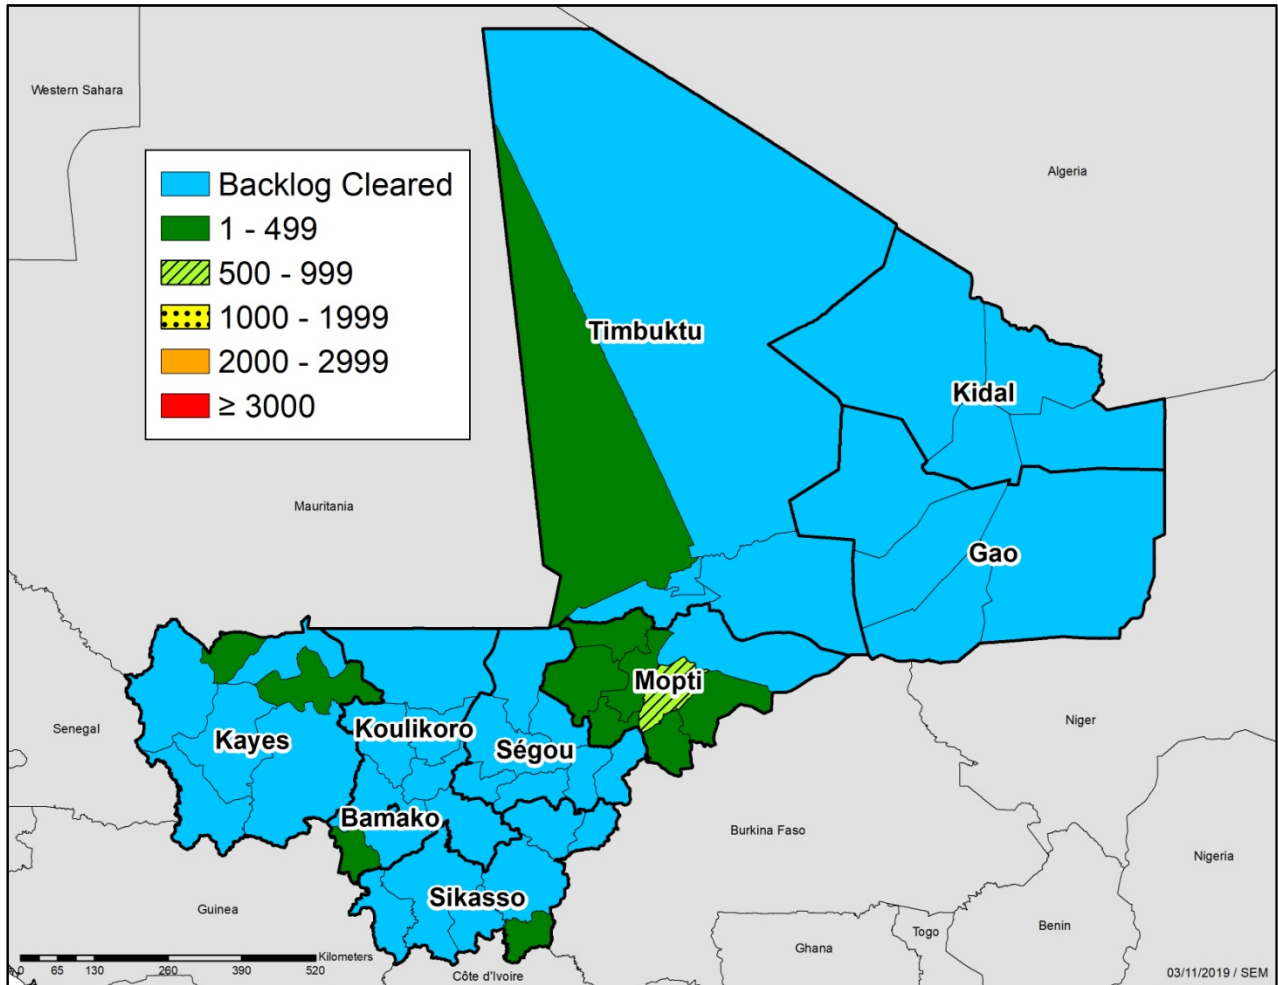 Western Sahara
Algeria
Backlog Cleared
1 - 499
500 - 999
1000 - 1999
2000 - 2999
≥ 3000
Timbuktu
Kidal
Mauritania
Gao
Mopti
Senegal
Kayes
Koulikoro
Ségou
Niger
Bamako
Burkina Faso
Nigeria
Sikasso
Guinea
Benin
Togo
Ghana
Côte d'Ivoire
Kilometers
0 65 130 260 390 520
03/11/2019 / SEM